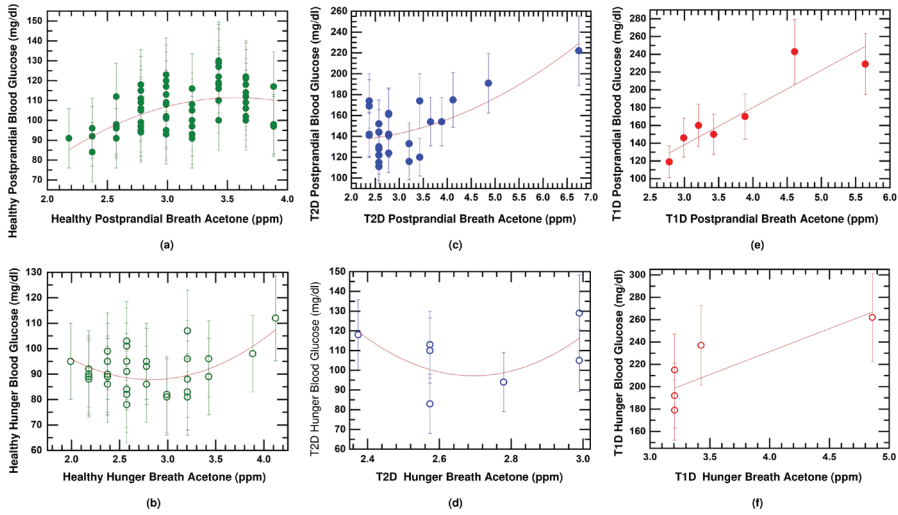 Healthy Postprandial Blood Glucose (mg/dl)
150
140
130
120
110
100
90
80
70
2.0 2.5 3.0 3.5 4.0
Healthy Postprandial Breath Acetone (ppm)
(a)
T2D Postprandial Blood Glucose (mg/dl)
260
240
220
200
180
160
140
120
100
2.0 2.5 3.0 3.5 4.0 4.5 5.0 5.5 6.0 6.5 7.0
T2D Postprandial Breath Acetone (ppm)
(c)
T1D Postprandial Blood Glucose (mg/dl)
280
260
240
220
200
180
160
140
120
100
2.5 3.0 3.5 4.0 4.5 5.0 5.5 6.0
T1D Postprandial Breath Acetone (ppm)
(e)
Healthy Hunger Blood Glucose (mg/dl)
130
120
110
100
90
80
70
60
2.0 2.5 3.0 3.5 4.0
Healthy Hunger Breath Acetone (ppm)
(b)
T2D Hunger Blood Glucose (mg/dl)
150
140
130
120
110
100
90
80
70
60
2.4 2.6 2.8 3.0
T2D Hunger Breath Acetone (ppm)
(d)
T1D Hunger Blood Glucose (mg/dl)
300
280
260
240
220
200
180
160
3.0 3.5 4.0 4.5 5.0
T1D Hunger Breath Acetone (ppm)
(f)